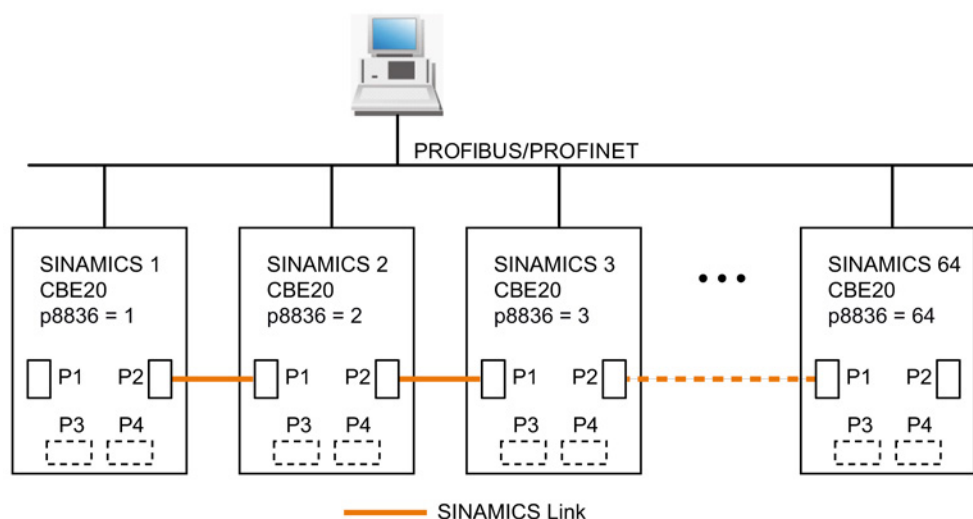 PROFIBUS/PROFINET
SINAMICS 1
CBE20
p8836 = 1
P1
P2
P3
P4
SINAMICS 2
CBE20
p8836 = 2
P1
P2
P3
P4
SINAMICS 3
CBE20
p8836 = 3
P1
P2
P3
P4
SINAMICS 64
CBE20
p8836 = 64
P1
P2
P3
P4
SINAMICS Link